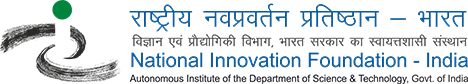 राष्ट्रीय नवप्रवर्तन प्रतिष्ठान – भारत
विज्ञान एवं प्रौद्योगिकी विभाग, भारत सरकार का स्वायत्तशासी संस्थान
National Innovation Foundation - India
Autonomous Institute of the Department of Science & Technology, Govt. of India